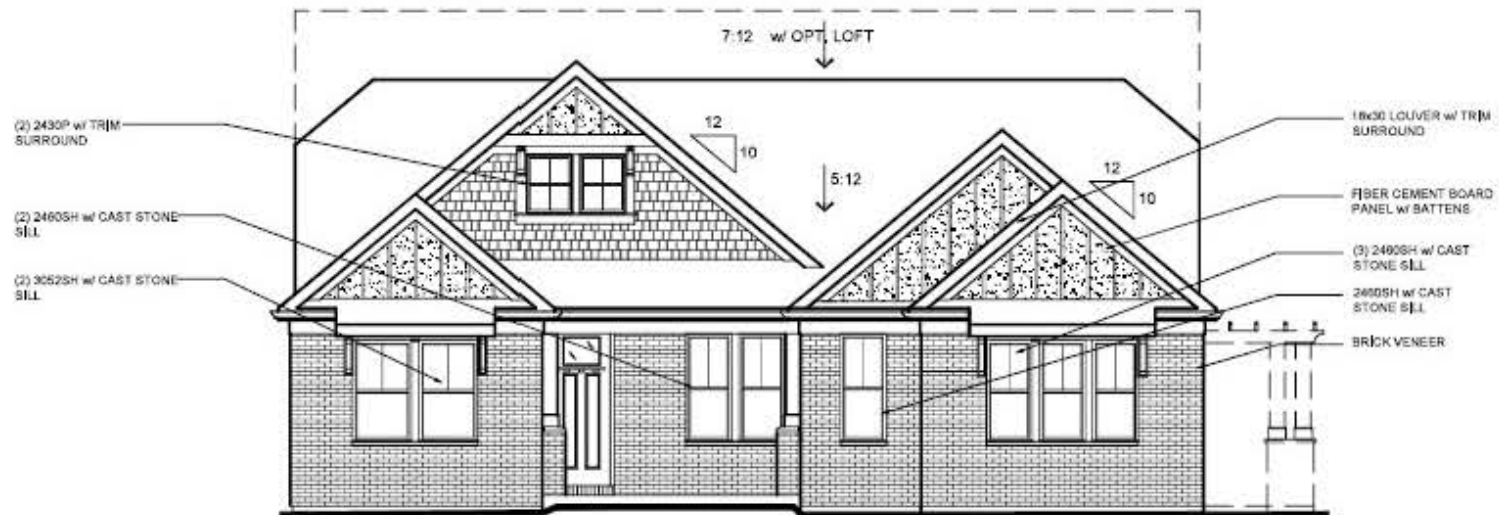 7:12 w/ OPT. LOFT
(2) 2430P w/ TRIM
SURROUND
12
10
5:12
12
10
18x30 LOUVER w/ TRIM
SURROUND
FIBER CEMENT BOARD
PANEL w/ BATTENS
(2) 2460SH w/ CAST STONE
SILL
(3) 2460SH w/ CAST
STONE SILL
(2) 3052SH w/ CAST STONE
SILL
2460SH w/ CAST
STONE SILL
BRICK VENEER